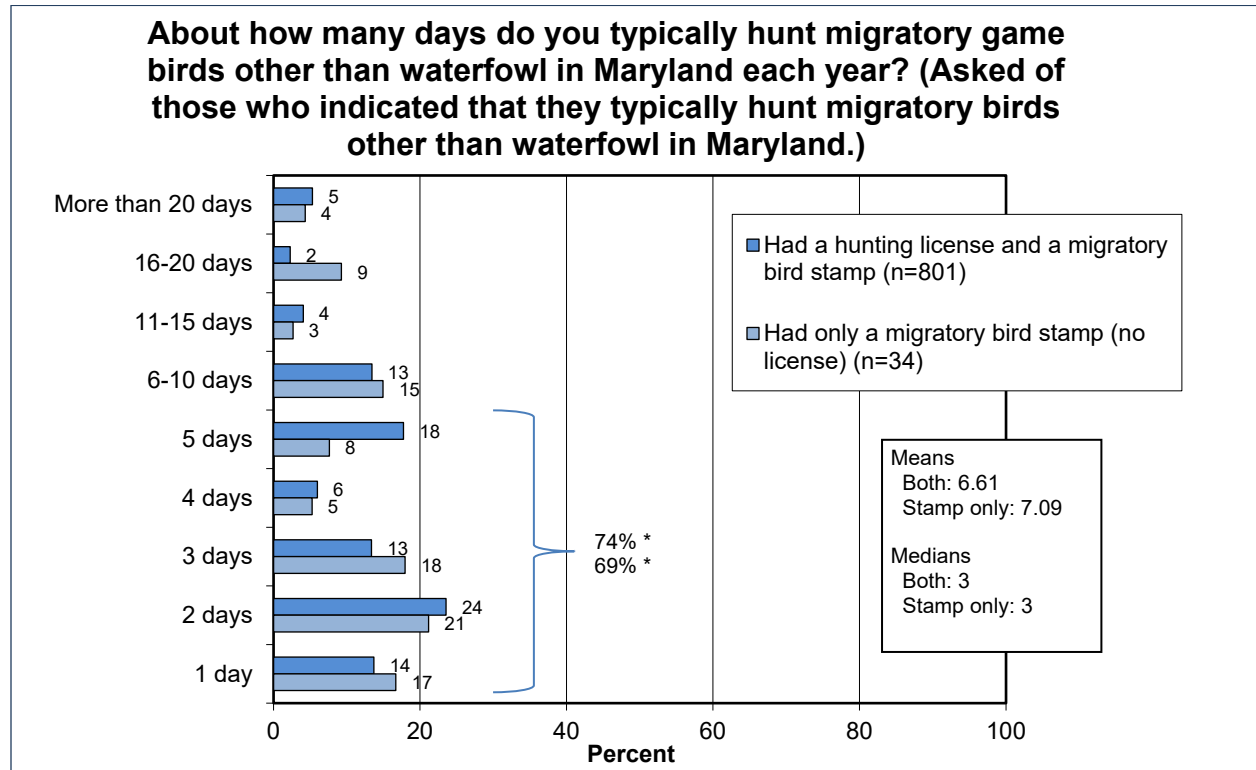 About how many days do you typically hunt migratory game
birds other than waterfowl in Maryland each year? (Asked of
those who indicated that they typically hunt migratory birds
other than waterfowl in Maryland.)
More than 20 days
5
4
16-20 days
2
9
11-15 days
4
3
6-10 days
13
15
5 days
18
8
4 days
6
5
3 days
13
18
2 days
24
21
1 day
14
17
74% *
69% *
Had a hunting license and a migratory
bird stamp (n=801)
Had only a migratory bird stamp (no
license) (n=34)
Means
Both: 6.61
Stamp only: 7.09
Medians
Both: 3
Stamp only: 3
0 20 40 60 80 100
Percent